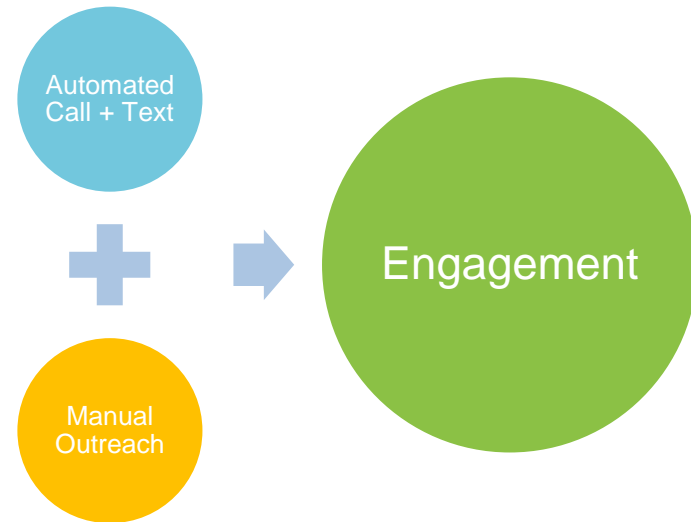 Automated
Call + Text
Engagement
Manual
Outreach